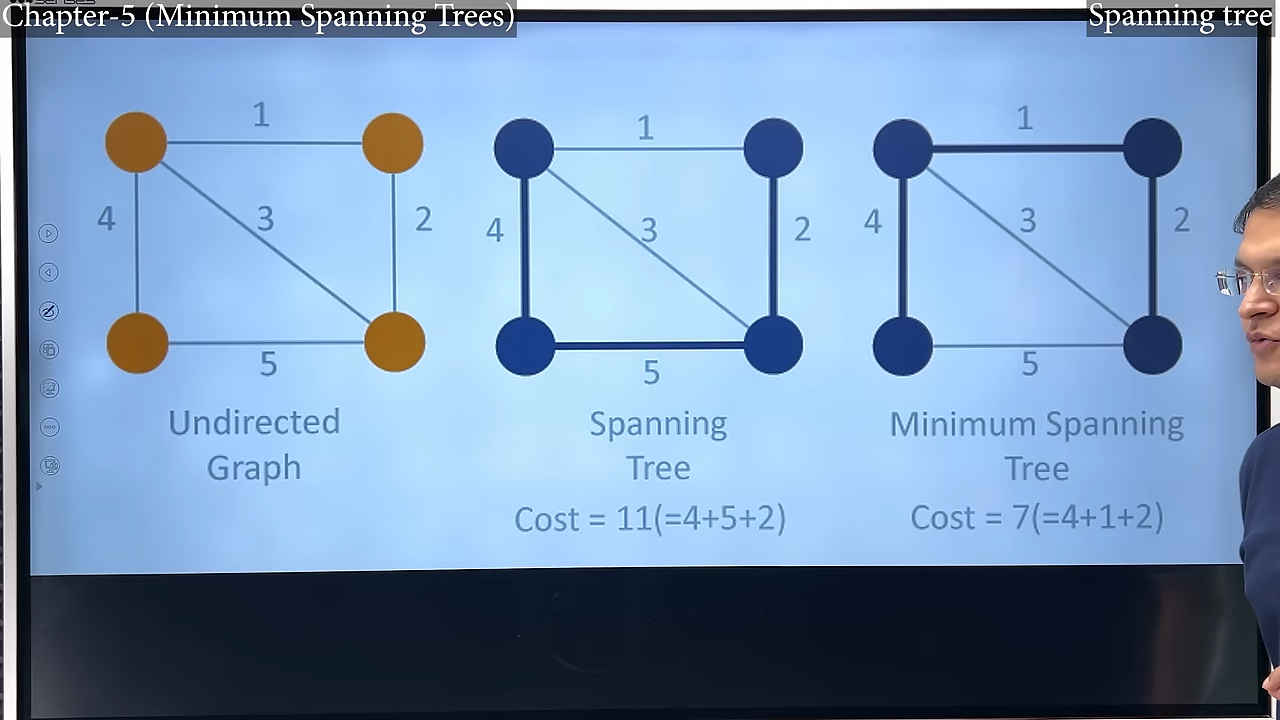 Chapter-5 (Minimum Spanning Trees)
Spanning tree
1
4
3
2
5
Undirected
Graph
1
4
3
2
5
Spanning
Tree
Cost = 11(=4+5+2)
1
4
3
2
5
Minimum Spanning
Tree
Cost = 7(=4+1+2)